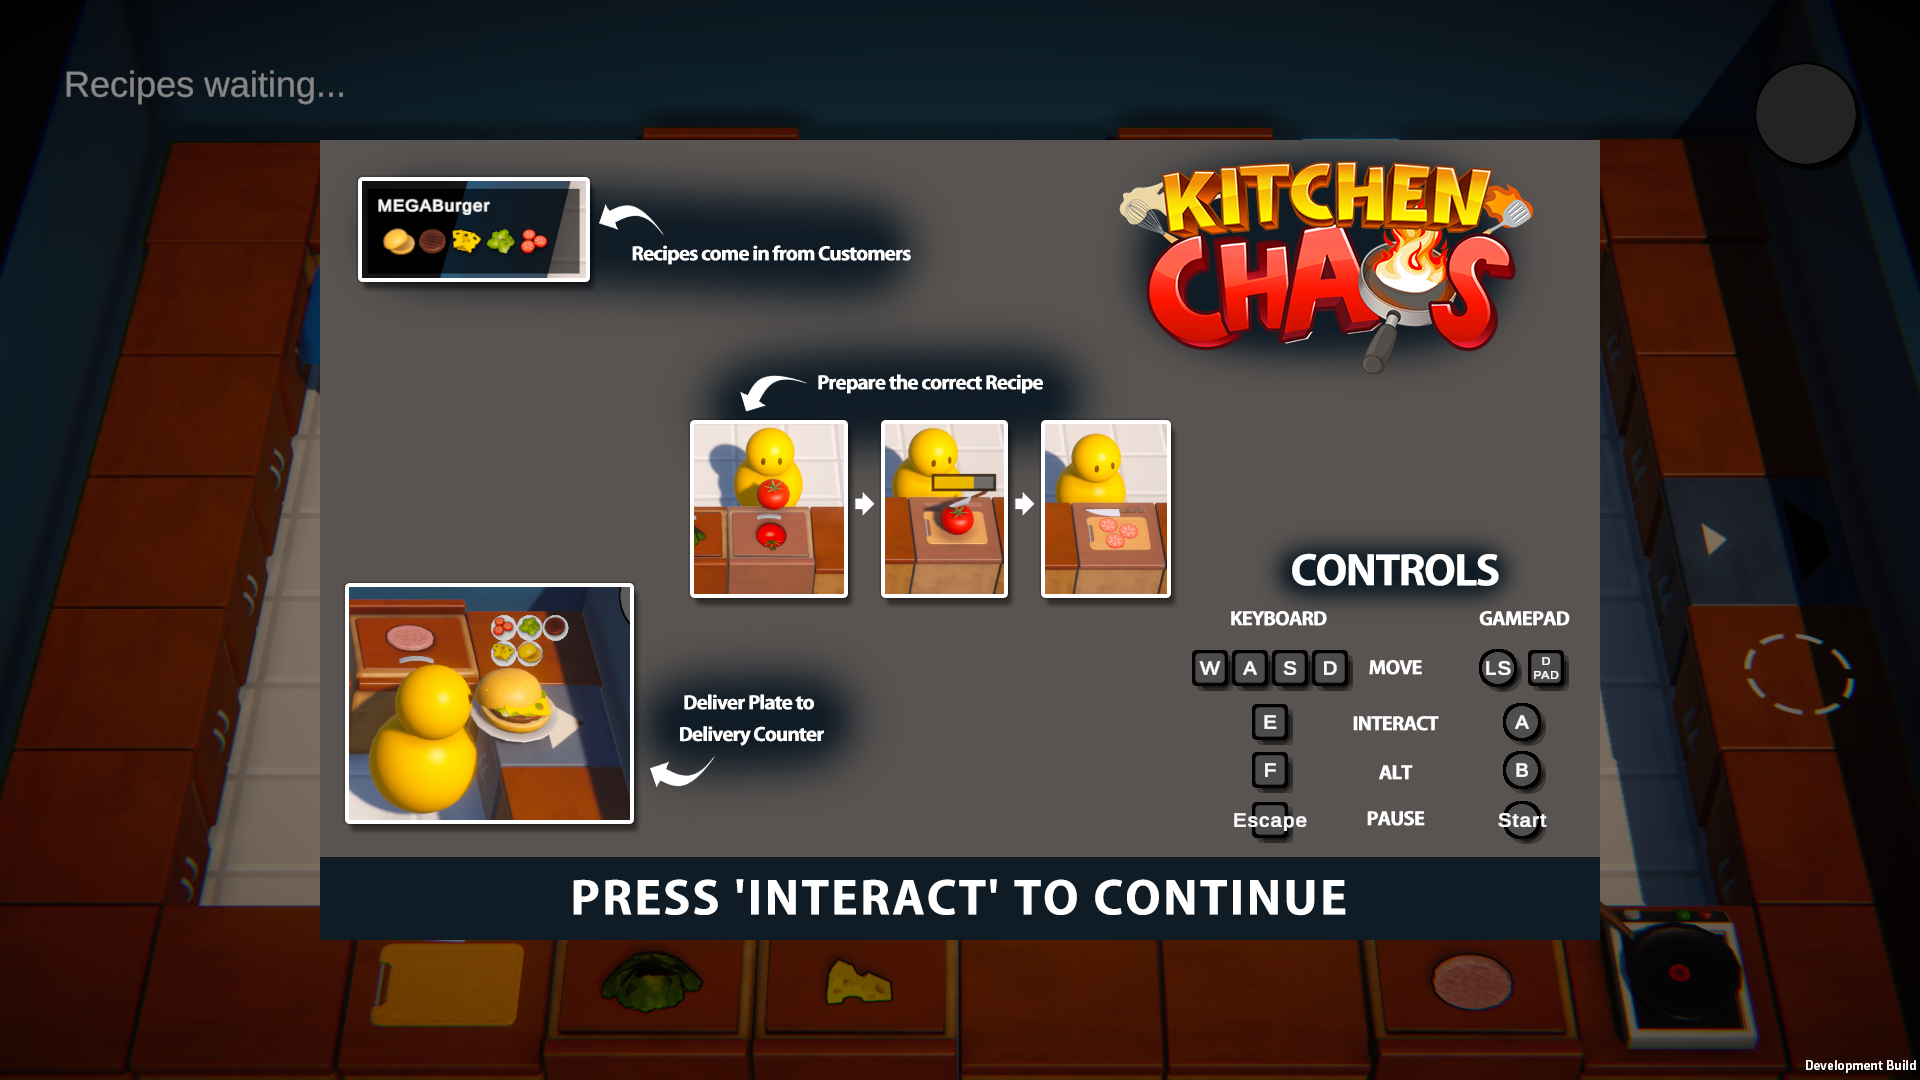 Recipes waiting...
MEGABurger
Recipes come in from Customers
KITCHEN
CHAOS
Prepare the correct Recipe
Deliver Plate to
Delivery Counter
CONTROLS
KEYBOARD GAMEPAD
W A S D MOVE LS D PAD
E INTERACT A
F ALT B
Escape PAUSE Start
PRESS 'INTERACT' TO CONTINUE
Development Build